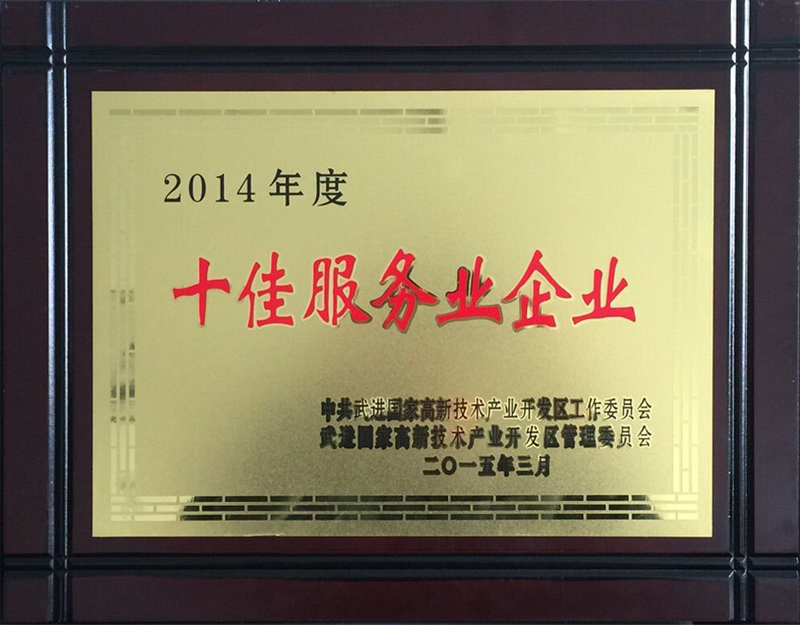 2014年度
十佳服务业企业
中共武进国家高新技术产业开发区工作委员会
武进国家高新技术产业开发区管理委员会
二〇一五年三月